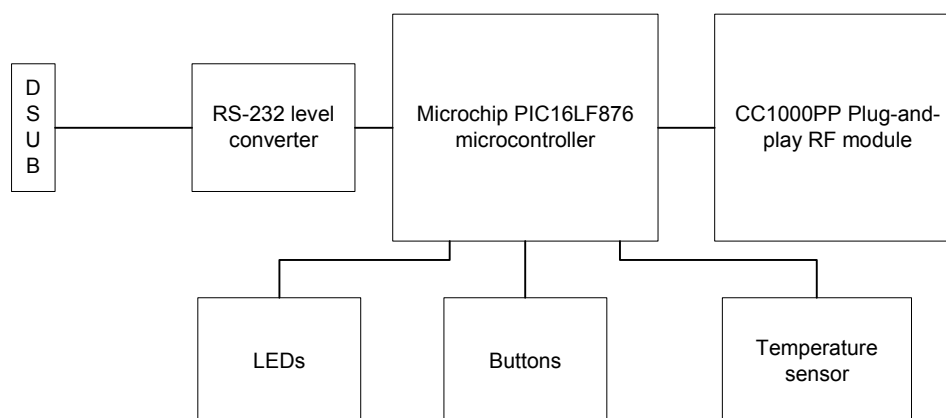 D
S
U
B
RS-232 level
converter
Microchip PIC16LF876
microcontroller
CC1000PP Plug-and-
play RF module
LEDs
Buttons
Temperature
sensor